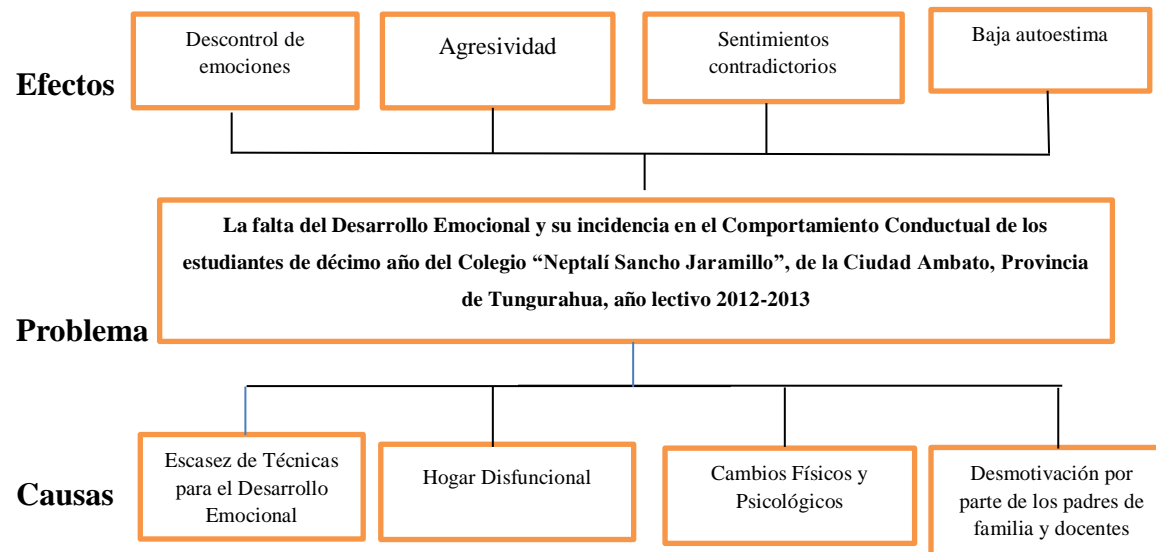 Descontrol de
emociones
Agresividad
Sentimientos
contradictorios
Baja autoestima
Efectos
La falta del Desarrollo Emocional y su incidencia en el Comportamiento Conductual de los
estudiantes de décimo año del Colegio “Neptalí Sancho Jaramillo”, de la Ciudad Ambato, Provincia
de Tungurahua, año lectivo 2012-2013
Problema
Escasez de Técnicas
para el Desarrollo
Emocional
Hogar Disfuncional
Cambios Físicos y
Psicológicos
Desmotivación por
parte de los padres de
familia y docentes
Causas